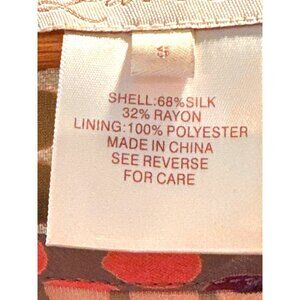 SHELL:68%SILK
32% RAYON
LINING:100% POLYESTER
MADE IN CHINA
SEE REVERSE
FOR CARE